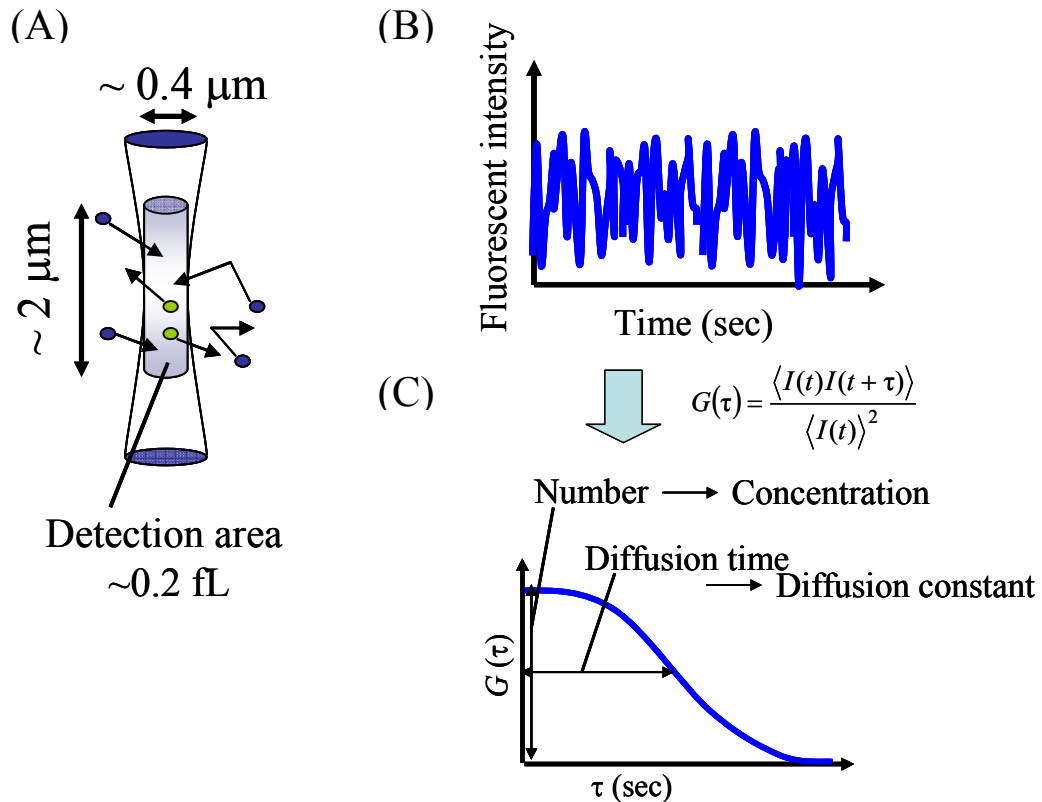 (A)
~ 0.4 μm
~ 2 μm
Detection area
~0.2 fL
(B)
Fluorescent intensity
Time (sec)
(C)
G(τ) = ⟨I(t)I(t + τ)⟩ / ⟨I(t)⟩²
Number → Concentration
Diffusion time
→ Diffusion constant
G (τ)
τ (sec)